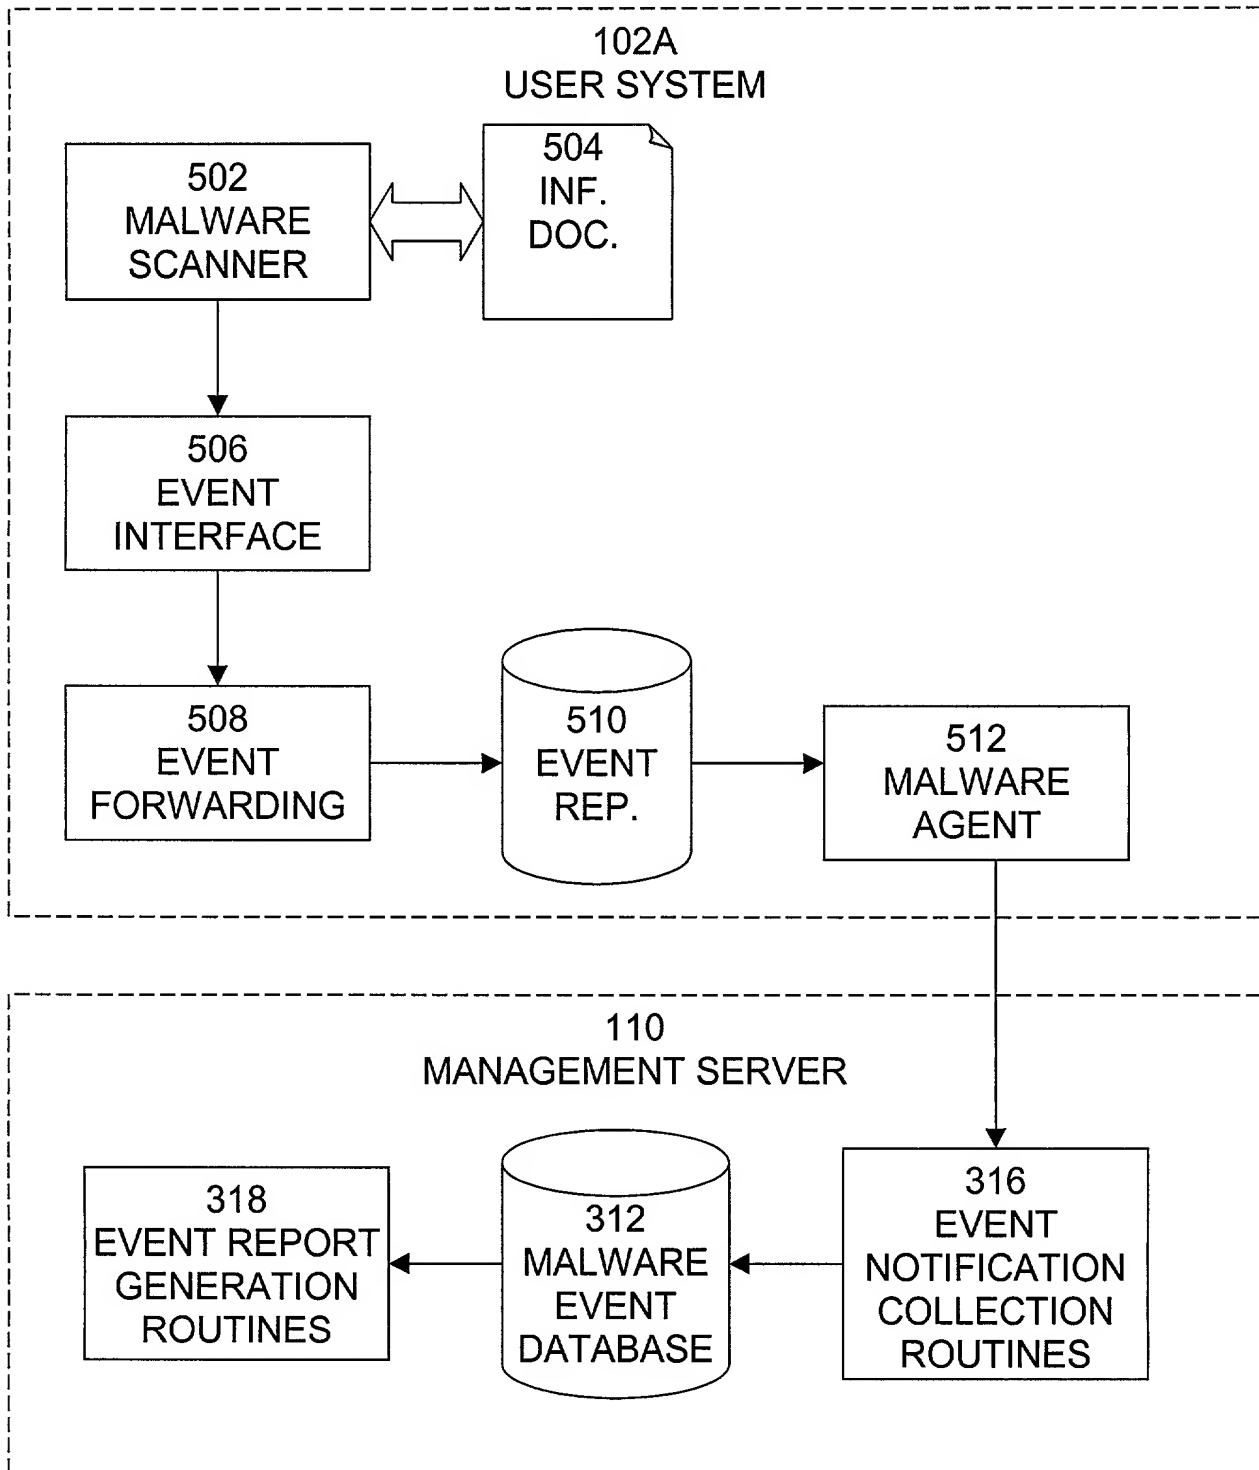 102A
USER SYSTEM
502
MALWARE
SCANNER
504
INF.
DOC.
506
EVENT
INTERFACE
508
EVENT
FORWARDING
510
EVENT
REP.
512
MALWARE
AGENT
110
MANAGEMENT SERVER
318
EVENT REPORT
GENERATION
ROUTINES
312
MALWARE
EVENT
DATABASE
316
EVENT
NOTIFICATION
COLLECTION
ROUTINES